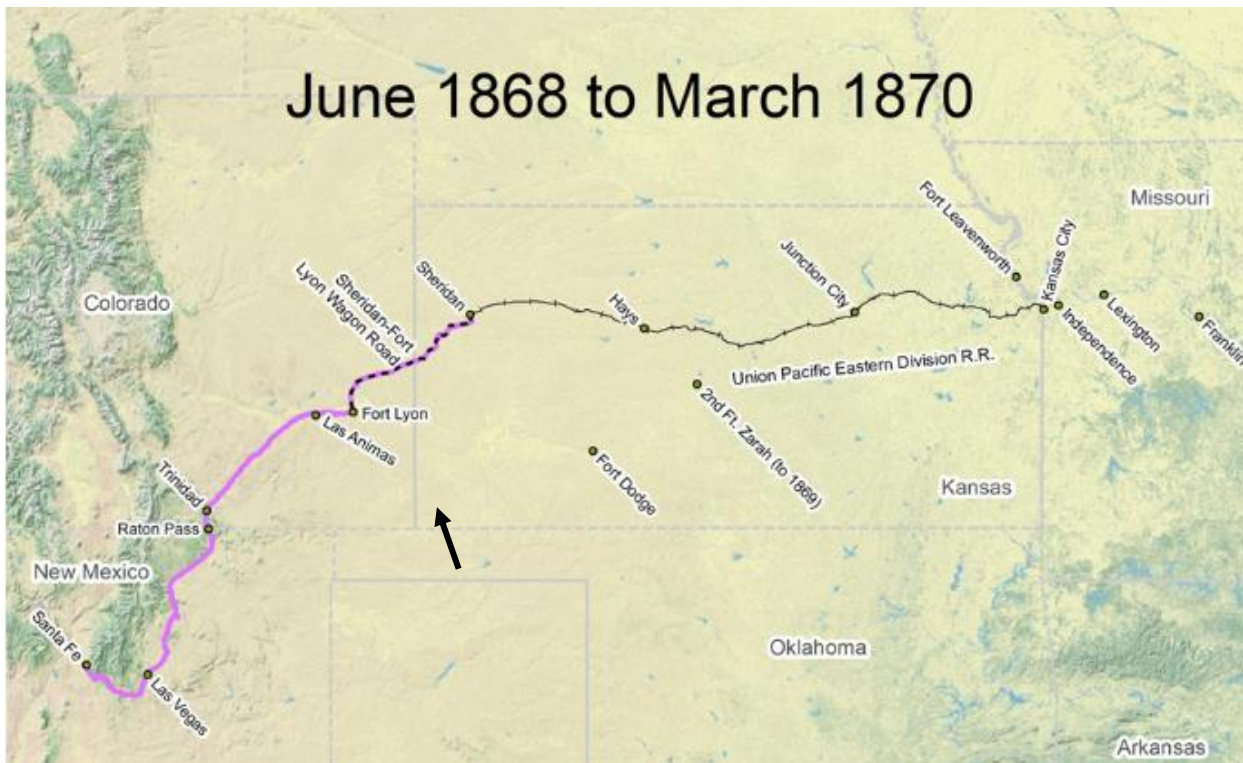 June 1868 to March 1870
Missouri
Fort Leavenworth
Kansas City
Independence
Lexington
Franklin
Junction City
Hays
Sheridan
Sheridan-Fort
Lyon Wagon Road
Colorado
Union Pacific Eastern Division R.R.
2nd Ft. Zarah (to 1869)
Fort Lyon
Las Animas
Fort Dodge
Kansas
Trinidad
Raton Pass
New Mexico
Santa Fe
Las Vegas
Oklahoma
Arkansas